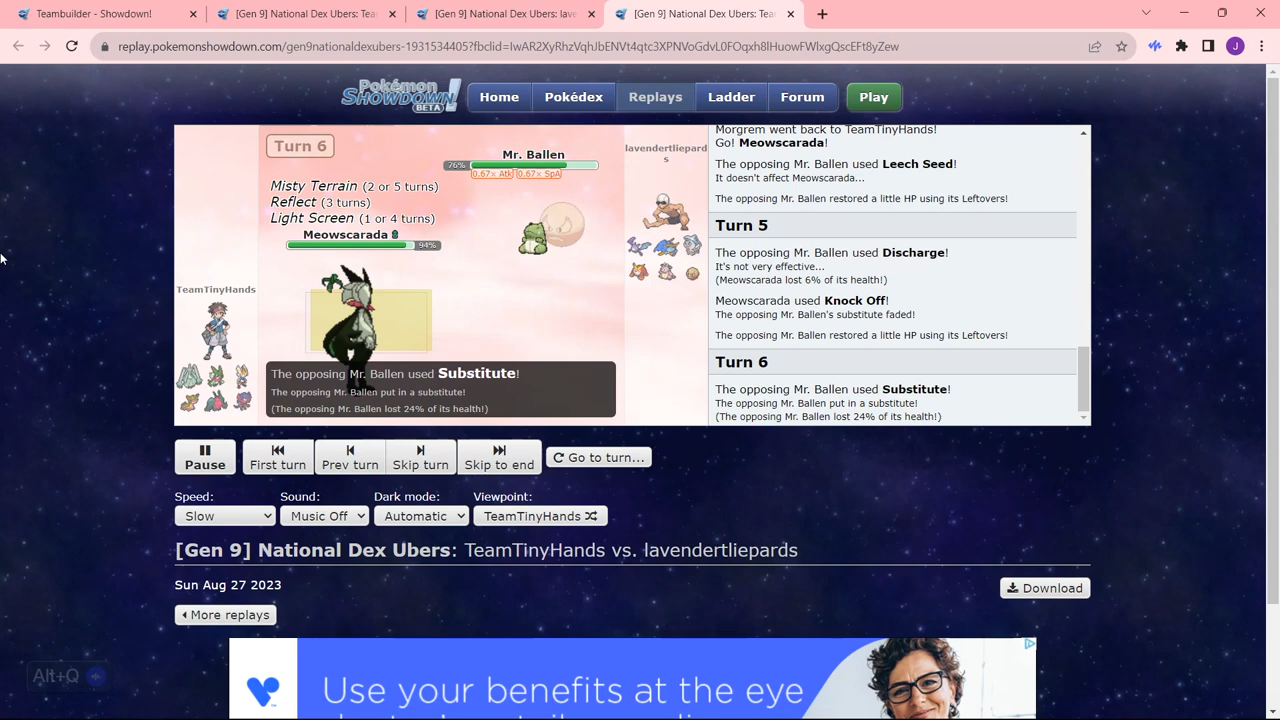 Teambuilder - Showdown!
[Gen 9] National Dex Ubers: Tea
[Gen 9] National Dex Ubers: lave
[Gen 9] National Dex Ubers: Tea
replay.pokemonshowdown.com/gen9nationaldexubers-1931534405?fbclid=IwAR2XyRhzVqhJbENVt4qtc3XPNVoGdvL0FOqxh8lHuowFWlxgQscEFt8yZew
J
Pokémon
Showdown!
BETA
Home
Pokédex
Replays
Ladder
Forum
Play
Turn 6
Mr. Ballen
76%
0.67× Atk 0.67× SpA
Misty Terrain (2 or 5 turns)
Reflect (3 turns)
Light Screen (1 or 4 turns)
Meowscarada
94%
TeamTinyHands
lavendertliepard
s
The opposing Mr. Ballen used Substitute!
The opposing Mr. Ballen put in a substitute!
(The opposing Mr. Ballen lost 24% of its health!)
Morgrem went back to TeamTinyHands!
Go! Meowscarada!
The opposing Mr. Ballen used Leech Seed!
It doesn't affect Meowscarada...
The opposing Mr. Ballen restored a little HP using its Leftovers!
Turn 5
The opposing Mr. Ballen used Discharge!
It's not very effective...
(Meowscarada lost 6% of its health!)
Meowscarada used Knock Off!
The opposing Mr. Ballen's substitute faded!
The opposing Mr. Ballen restored a little HP using its Leftovers!
Turn 6
The opposing Mr. Ballen used Substitute!
The opposing Mr. Ballen put in a substitute!
(The opposing Mr. Ballen lost 24% of its health!)
Pause
First turn
Prev turn
Skip turn
Skip to end
Go to turn...
Speed:
Sound:
Dark mode:
Viewpoint:
Slow
Music Off
Automatic
TeamTinyHands
[Gen 9] National Dex Ubers: TeamTinyHands vs. lavendertliepards
Sun Aug 27 2023
Download
More replays
Alt+Q
Use your benefits at the eye